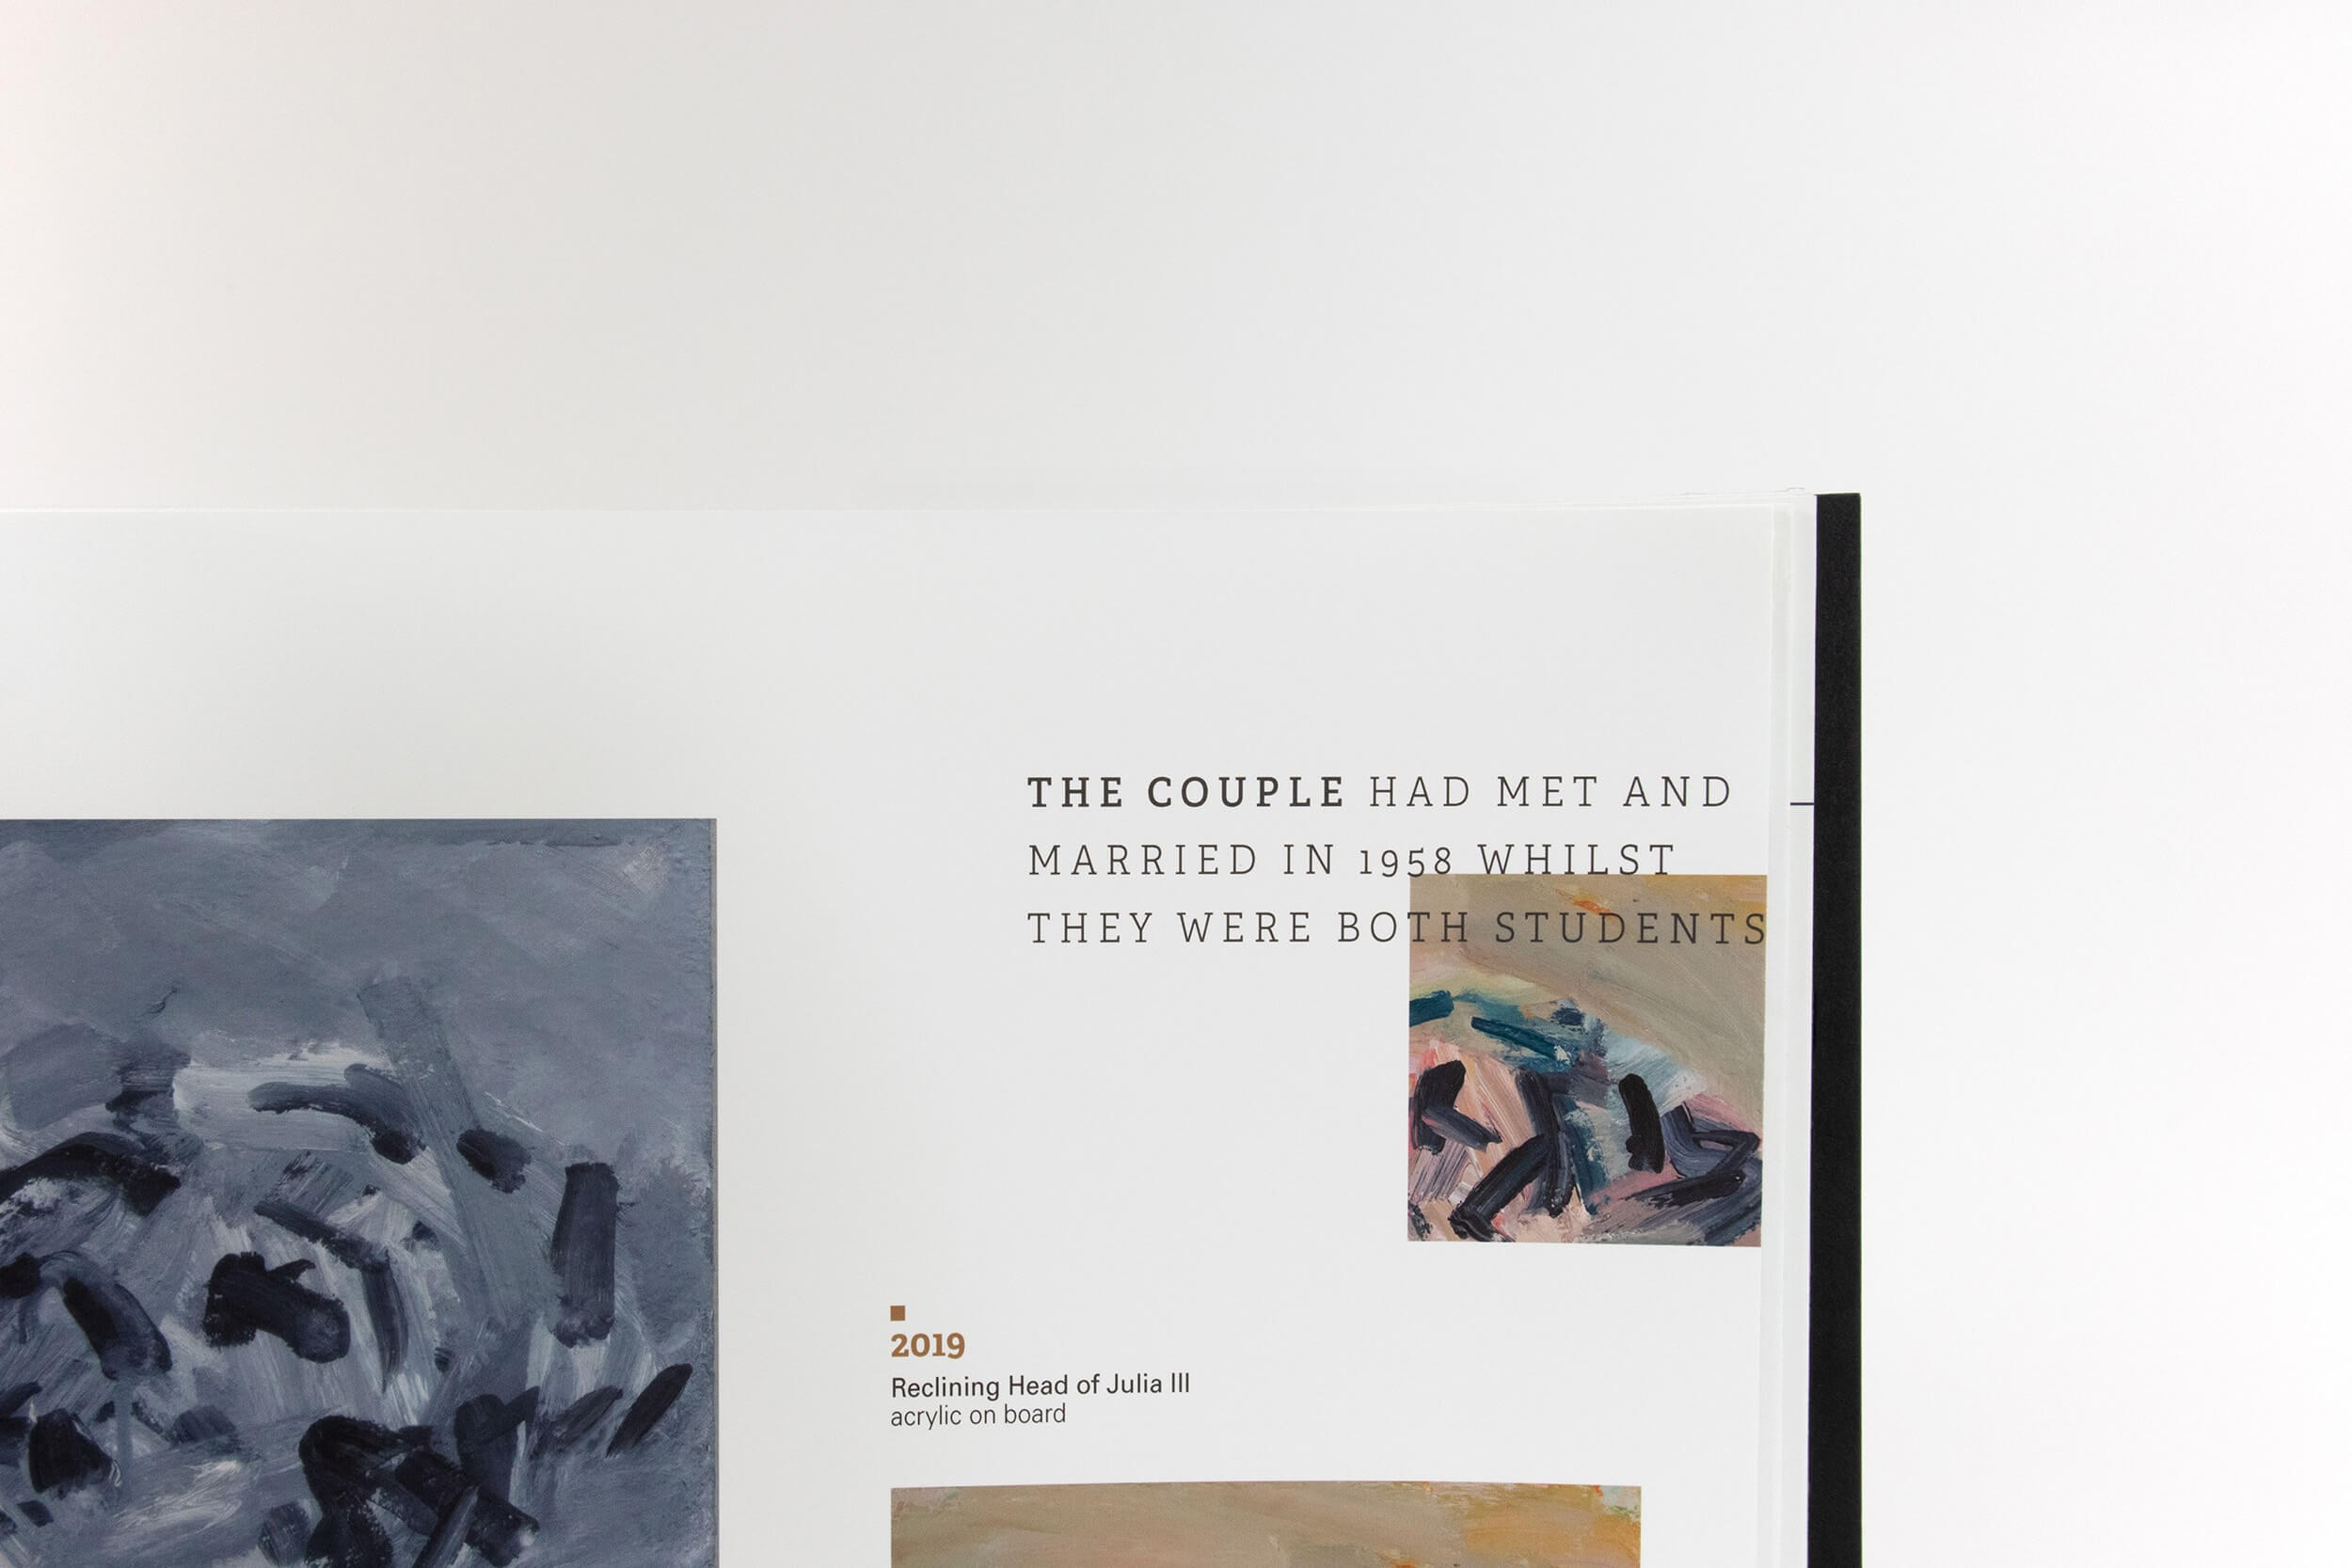 THE COUPLE HAD MET AND
MARRIED IN 1958 WHILST
THEY WERE BOTH STUDENTS
2019
Reclining Head of Julia III
acrylic on board